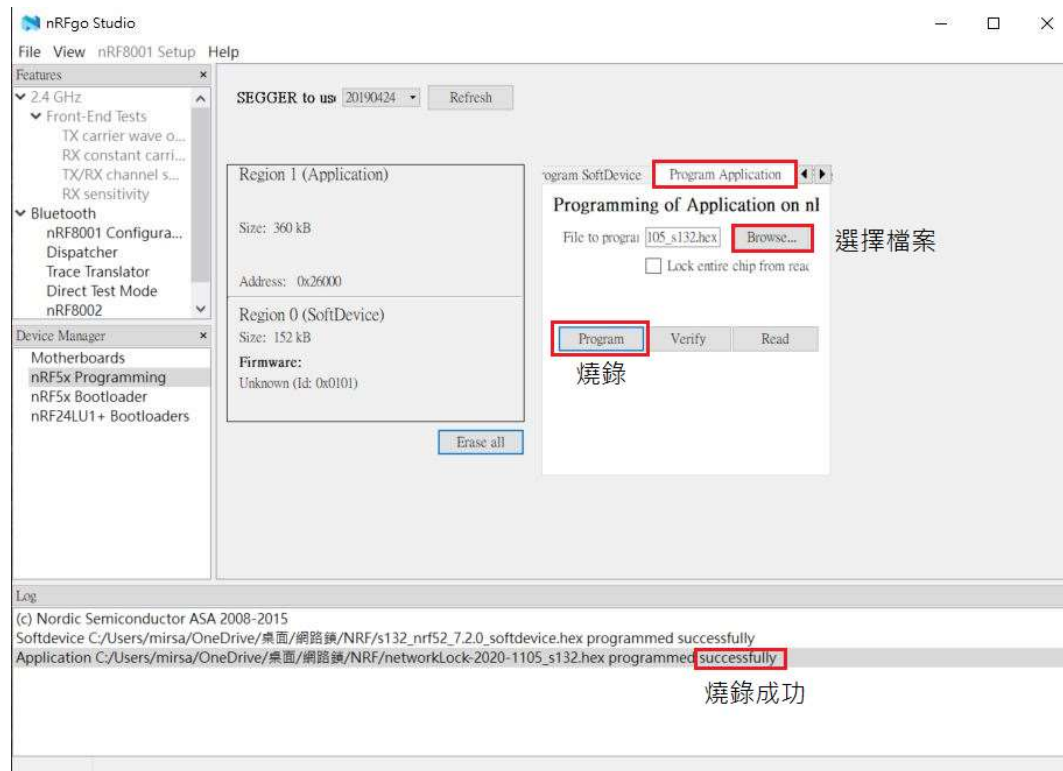 nRFgo Studio
File View nRF8001 Setup Help
Features
2.4 GHz
Front-End Tests
TX carrier wave o...
RX constant carri...
TX/RX channel s...
RX sensitivity
Bluetooth
nRF8001 Configura...
Dispatcher
Trace Translator
Direct Test Mode
nRF8002
Device Manager
Motherboards
nRF5x Programming
nRF5x Bootloader
nRF24LU1+ Bootloaders
SEGGER to us 20190424 Refresh
Region 1 (Application)
Size: 360 kB
Address: 0x26000
Region 0 (SoftDevice)
Size: 152 kB
Firmware:
Unknown (Id: 0x0101)
Erase all
ogram SoftDevice Program Application
Programming of Application on nl
File to prograi 105_s132.hex Browse... 選擇檔案
Lock entire chip from reac
Program Verify Read
燒錄
Log
(c) Nordic Semiconductor ASA 2008-2015
Softdevice C:/Users/mirsa/OneDrive/桌面/網路鎖/NRF/s132_nrf52_7.2.0_softdevice.hex programmed successfully
Application C:/Users/mirsa/OneDrive/桌面/網路鎖/NRF/networkLock-2020-1105_s132.hex programmed successfully
燒錄成功